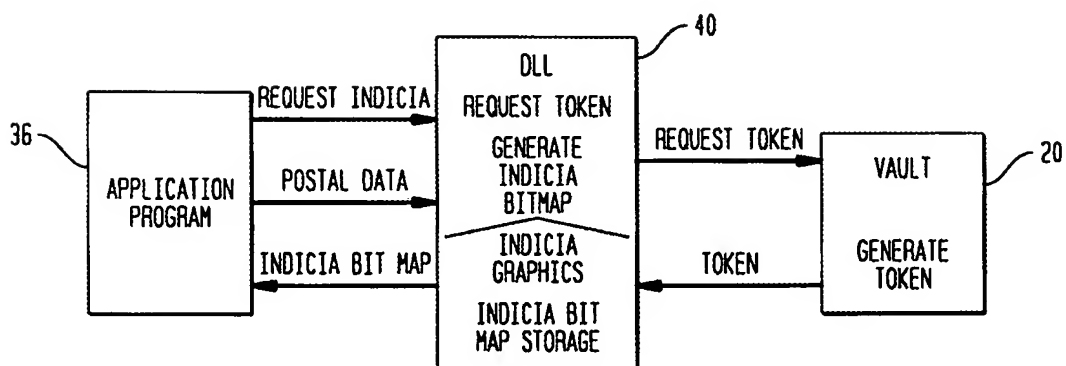 40
DLL
REQUEST INDICIA
REQUEST TOKEN
36
APPLICATION
PROGRAM
POSTAL DATA
GENERATE
INDICIA
BITMAP
REQUEST TOKEN
VAULT
20
INDICIA BIT MAP
INDICIA
GRAPHICS
TOKEN
GENERATE
TOKEN
INDICIA BIT
MAP STORAGE